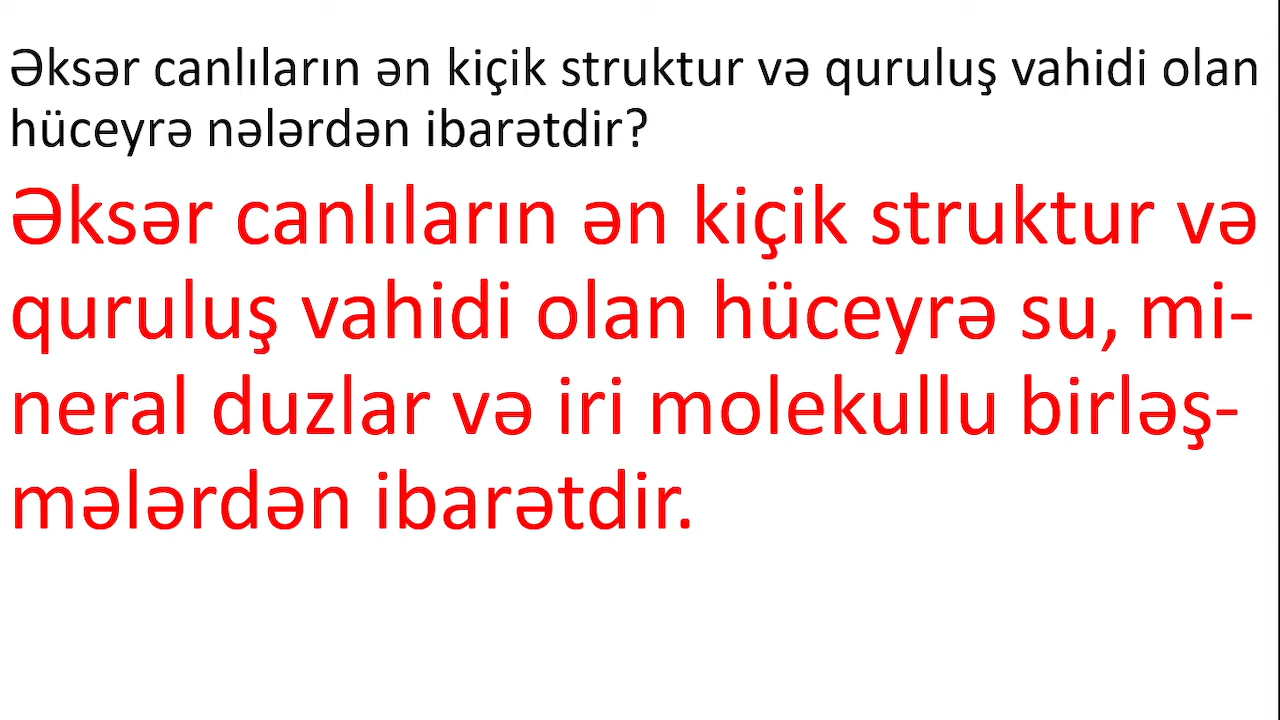 Əksər canlıların ən kiçik struktur və quruluş vahidi olan
hüceyrə nələrdən ibarətdir?
Əksər canlıların ən kiçik struktur və
quruluş vahidi olan hüceyrə su, mi-
neral duzlar və iri molekullu birləş-
mələrdən ibarətdir.